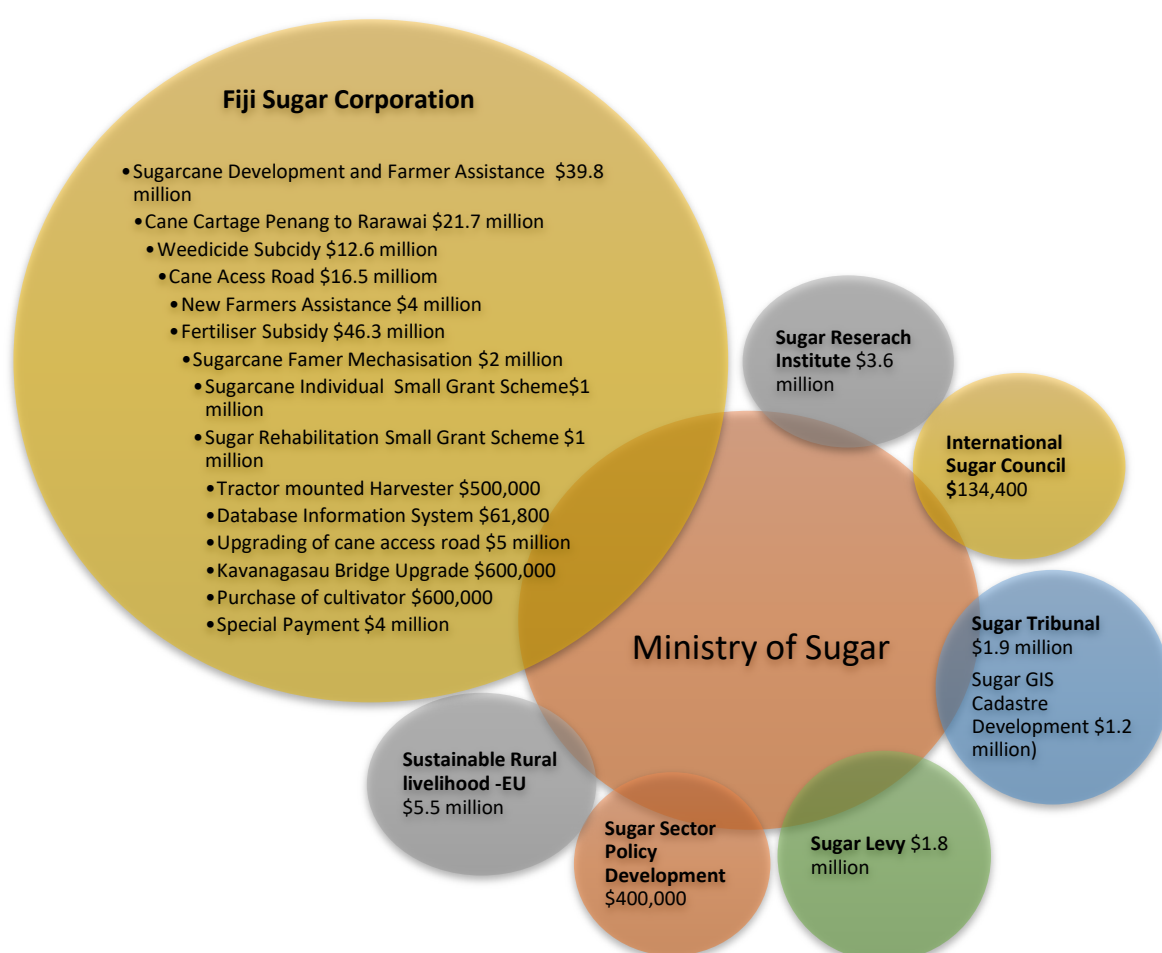 Fiji Sugar Corporation
•Sugarcane Development and Farmer Assistance $39.8
million
•Cane Cartage Penang to Rarawai $21.7 million
•Weedicide Subcidy $12.6 million
•Cane Acess Road $16.5 milliom
•New Farmers Assistance $4 million
•Fertiliser Subsidy $46.3 million
•Sugarcane Famer Mechasisation $2 million
•Sugarcane Individual Small Grant Scheme$1
million
•Sugar Rehabilitation Small Grant Scheme $1
million
•Tractor mounted Harvester $500,000
•Database Information System $61,800
•Upgrading of cane access road $5 million
•Kavanagasau Bridge Upgrade $600,000
•Purchase of cultivator $600,000
•Special Payment $4 million
Sugar Reserach
Institute $3.6
million
International
Sugar Council
$134,400
Sugar Tribunal
$1.9 million
Sugar GIS
Cadastre
Development $1.2
million)
Ministry of Sugar
Sustainable Rural
livelihood -EU
$5.5 million
Sugar Sector
Policy
Development
$400,000
Sugar Levy $1.8
million